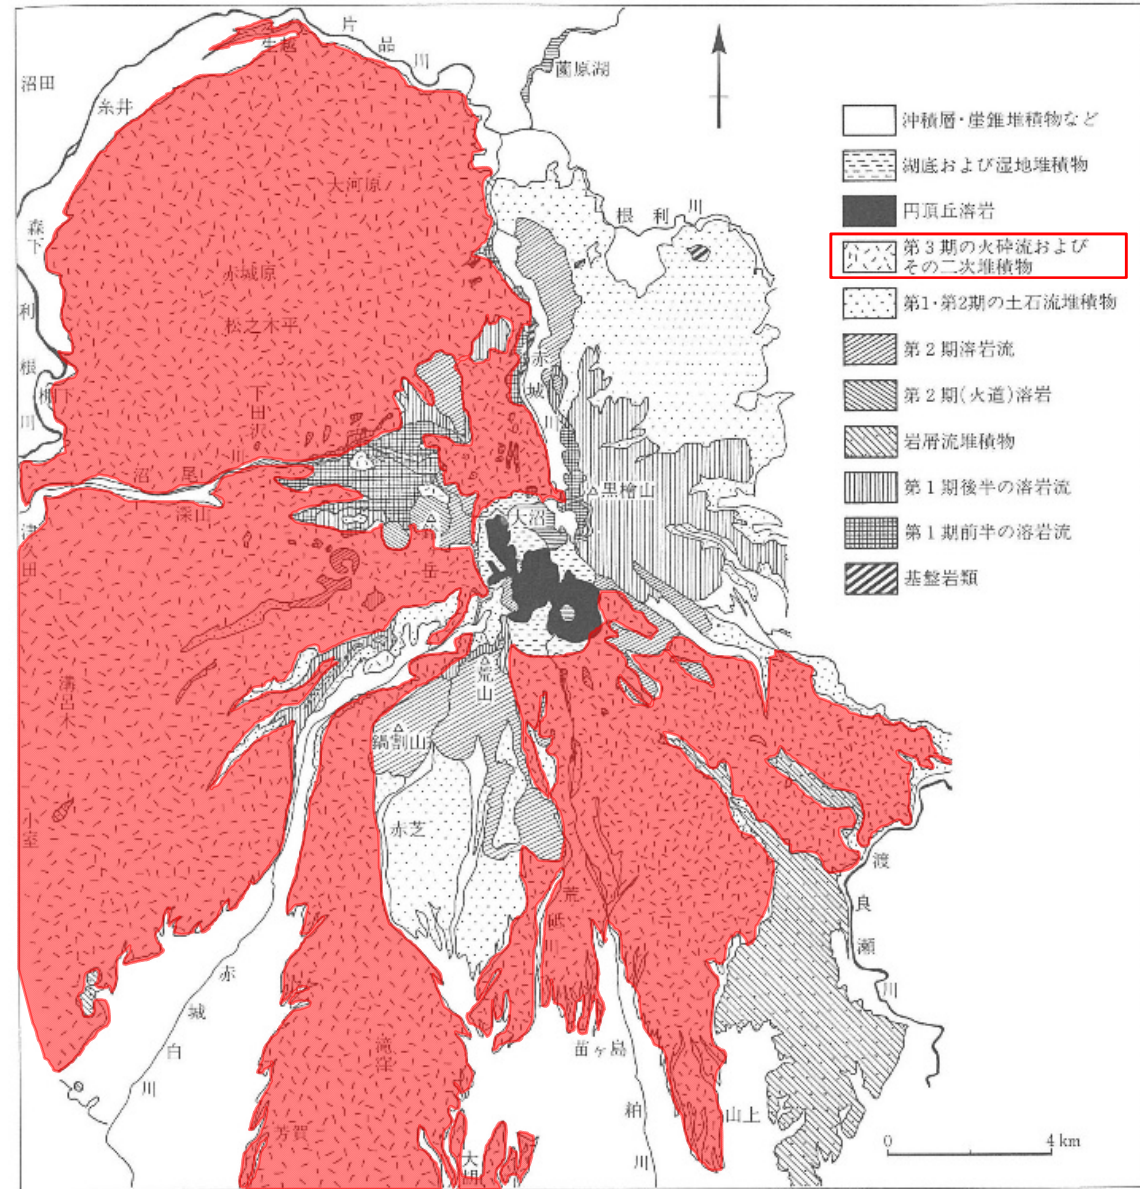 片品川
生越
沼田
糸井
薗原湖
大河原
根利川
森下
赤城原
利根川
松之木平
棚下
赤城川
下田沢
沼尾川
深山
黒檜山
大沼
津久田
岳
溝呂木
荒山
鍋割山
小室
赤芝
荒砥川
渡良瀬川
赤城白川
滝窪
苗ヶ島
粕川
山上
芳賀
大胡
沖積層・崖錐堆積物など
湖底および湿地堆積物
円頂丘溶岩
第3期の火砕流および
その二次堆積物
第1・第2期の土石流堆積物
第2期溶岩流
第2期(火道)溶岩
岩屑流堆積物
第1期後半の溶岩流
第1期前半の溶岩流
基盤岩類
0 4km